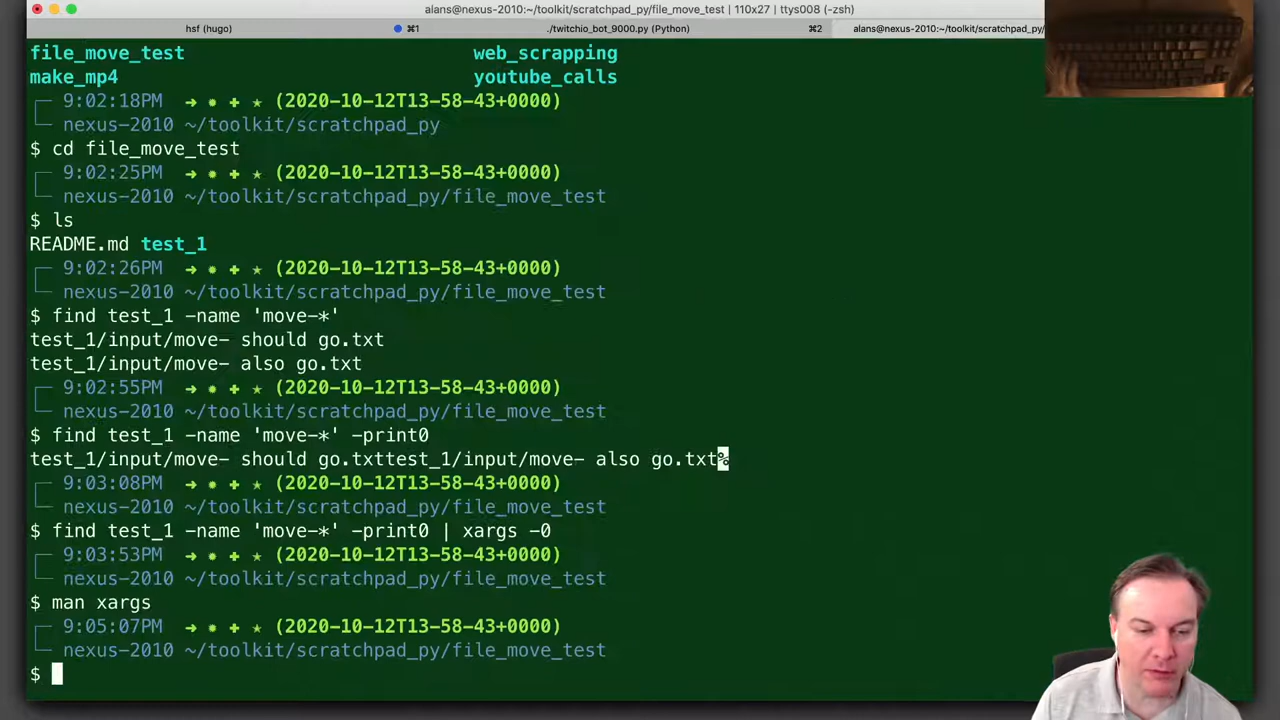 alans@nexus-2010:~/toolkit/scratchpad_py/file_move_test | 110x27 | ttys008 (-zsh)
hsf (hugo) ⌘1 ./twitchio_bot_9000.py (Python) ⌘2 alans@nexus-2010:~/toolkit/scratchpad_py/
file_move_test web_scrapping
make_mp4 youtube_calls
9:02:18PM ➜ ✹ ✚ ★ (2020-10-12T13-58-43+0000)
nexus-2010 ~/toolkit/scratchpad_py
$ cd file_move_test
9:02:25PM ➜ ✹ ✚ ★ (2020-10-12T13-58-43+0000)
nexus-2010 ~/toolkit/scratchpad_py/file_move_test
$ ls
README.md test_1
9:02:26PM ➜ ✹ ✚ ★ (2020-10-12T13-58-43+0000)
nexus-2010 ~/toolkit/scratchpad_py/file_move_test
$ find test_1 -name 'move-*'
test_1/input/move- should go.txt
test_1/input/move- also go.txt
9:02:55PM ➜ ✹ ✚ ★ (2020-10-12T13-58-43+0000)
nexus-2010 ~/toolkit/scratchpad_py/file_move_test
$ find test_1 -name 'move-*' -print0
test_1/input/move- should go.txttest_1/input/move- also go.txt%
9:03:08PM ➜ ✹ ✚ ★ (2020-10-12T13-58-43+0000)
nexus-2010 ~/toolkit/scratchpad_py/file_move_test
$ find test_1 -name 'move-*' -print0 | xargs -0
9:03:53PM ➜ ✹ ✚ ★ (2020-10-12T13-58-43+0000)
nexus-2010 ~/toolkit/scratchpad_py/file_move_test
$ man xargs
9:05:07PM ➜ ✹ ✚ ★ (2020-10-12T13-58-43+0000)
nexus-2010 ~/toolkit/scratchpad_py/file_move_test
$